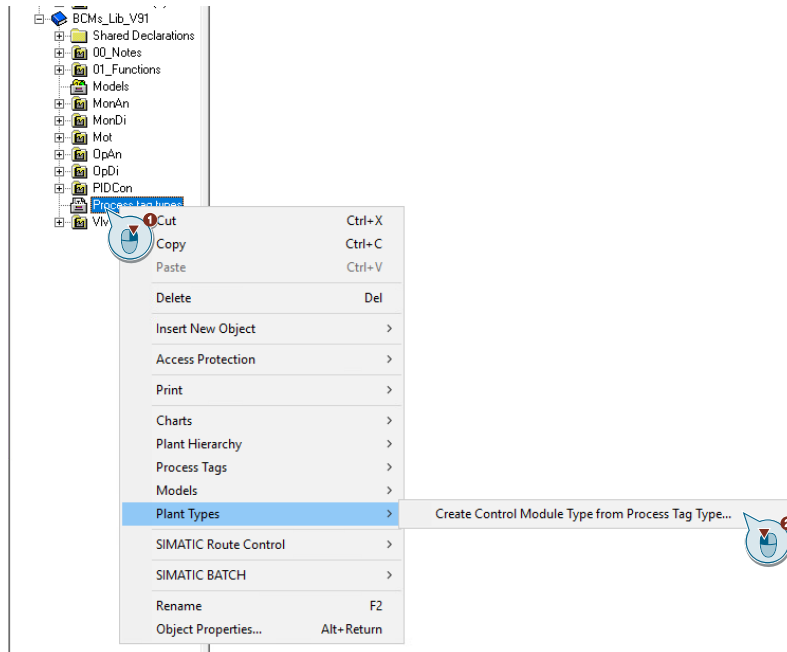 BCMs_Lib_V91
Shared Declarations
00_Notes
01_Functions
Models
MonAn
MonDi
Mot
OpAn
OpDi
PIDCon
Process tag types
Vlv
1
Cut Ctrl+X
Copy Ctrl+C
Paste Ctrl+V
Delete Del
Insert New Object >
Access Protection >
Print >
Charts >
Plant Hierarchy >
Process Tags >
Models >
Plant Types >
Create Control Module Type from Process Tag Type...
2
SIMATIC Route Control >
SIMATIC BATCH >
Rename F2
Object Properties... Alt+Return